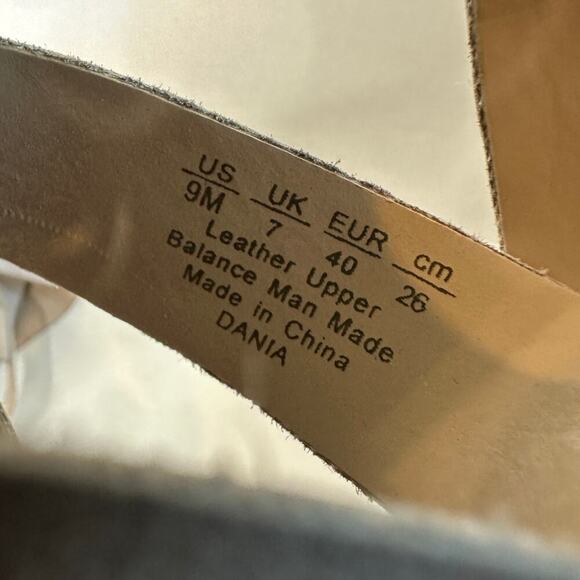 US UK EUR cm
9M 7 40 26
Leather Upper
Balance Man Made
Made in China
DANIA